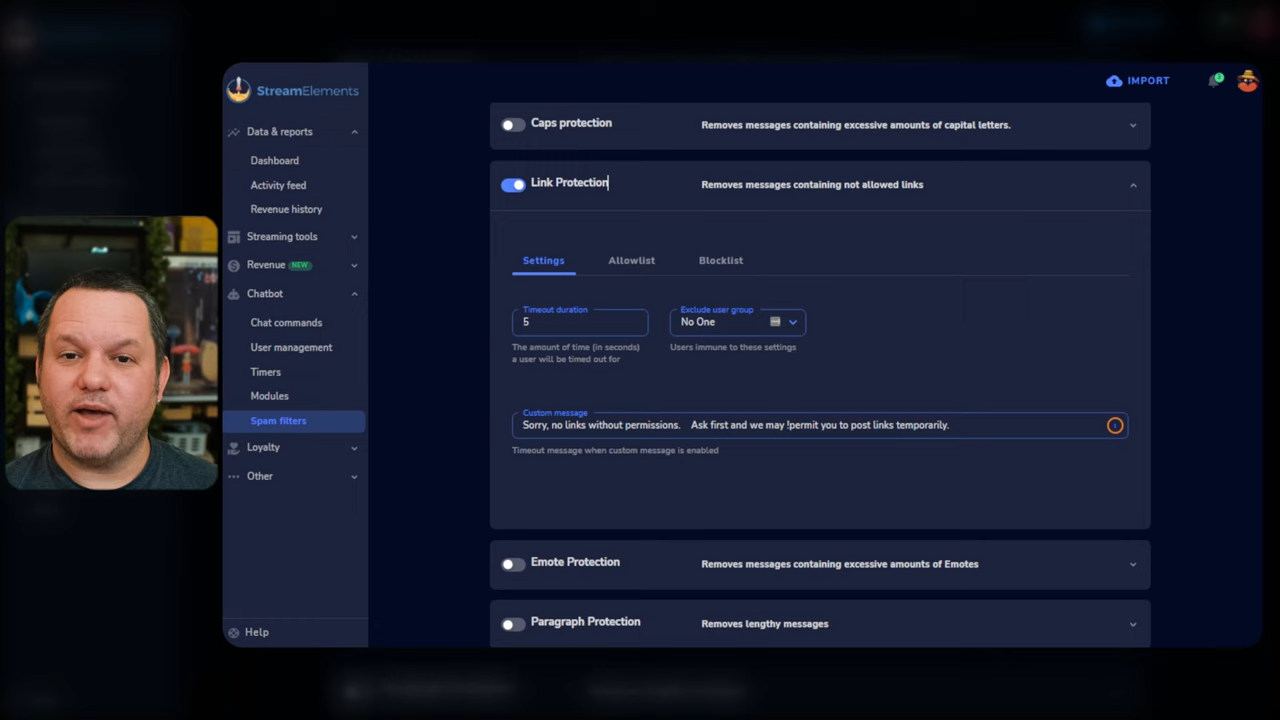 StreamElements
IMPORT
2
Data & reports
Dashboard
Activity feed
Revenue history
Streaming tools
Revenue NEW
Chatbot
Chat commands
User management
Timers
Modules
Spam filters
Loyalty
Other
Help
Caps protection
Removes messages containing excessive amounts of capital letters.
Link Protection
Removes messages containing not allowed links
Settings
Allowlist
Blocklist
Timeout duration
5
The amount of time (in seconds)
a user will be timed out for
Exclude user group
No One
Users immune to these settings
Custom message
Sorry, no links without permissions. Ask first and we may !permit you to post links temporarily.
Timeout message when custom message is enabled
Emote Protection
Removes messages containing excessive amounts of Emotes
Paragraph Protection
Removes lengthy messages